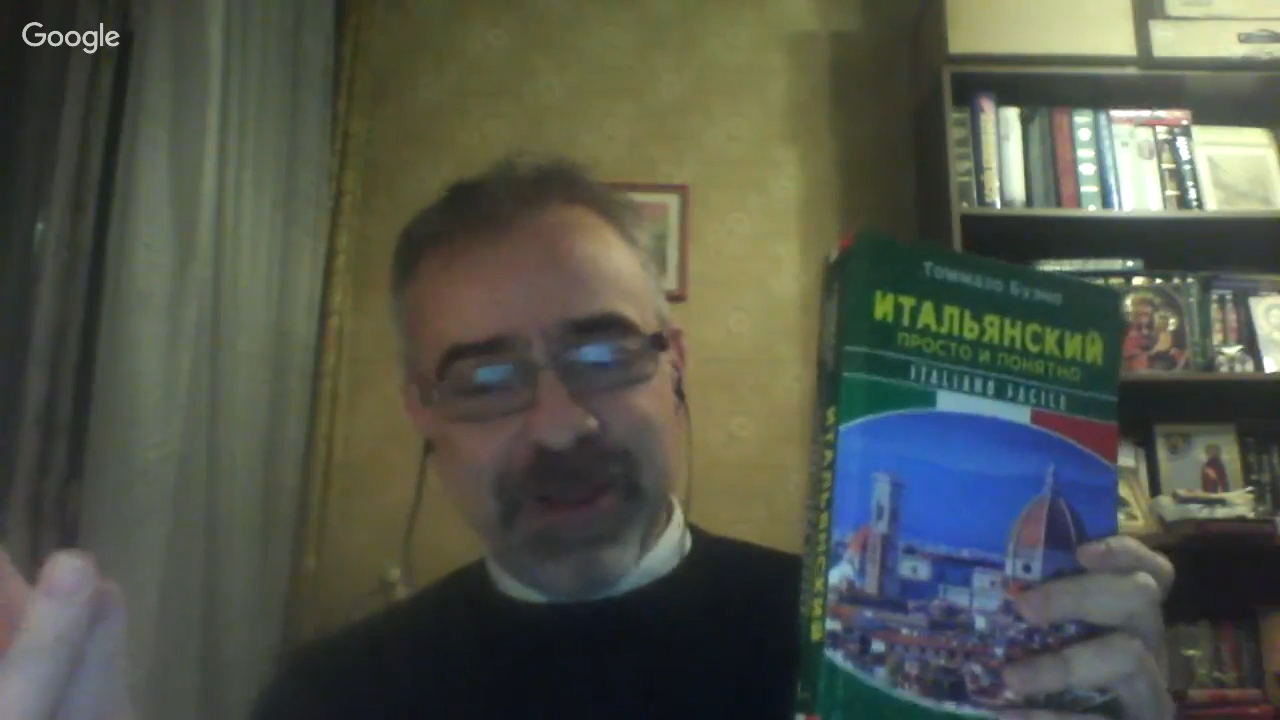 Google
Томмазо Буэно
ИТАЛЬЯНСКИЙ
ПРОСТО И ПОНЯТНО
ITALIANO FACILE
ИТАЛЬЯНСКИЙ